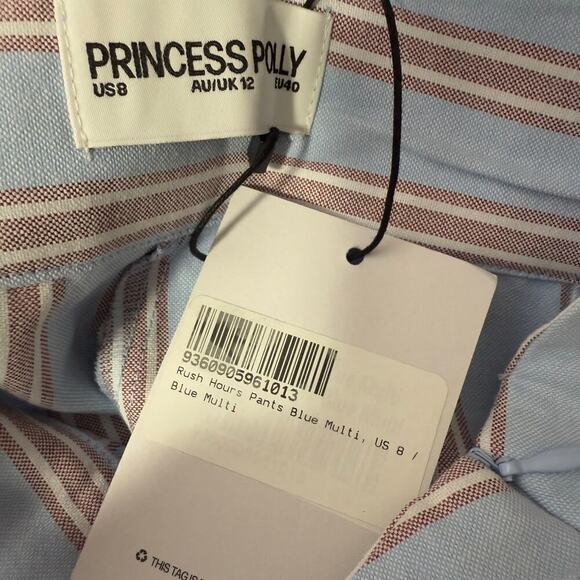 PRINCESS POLLY
US8 AU/UK 12 EU40
9360905961013
Rush Hours Pants Blue Multi, US 8 /
Blue Multi
THIS TAG IS